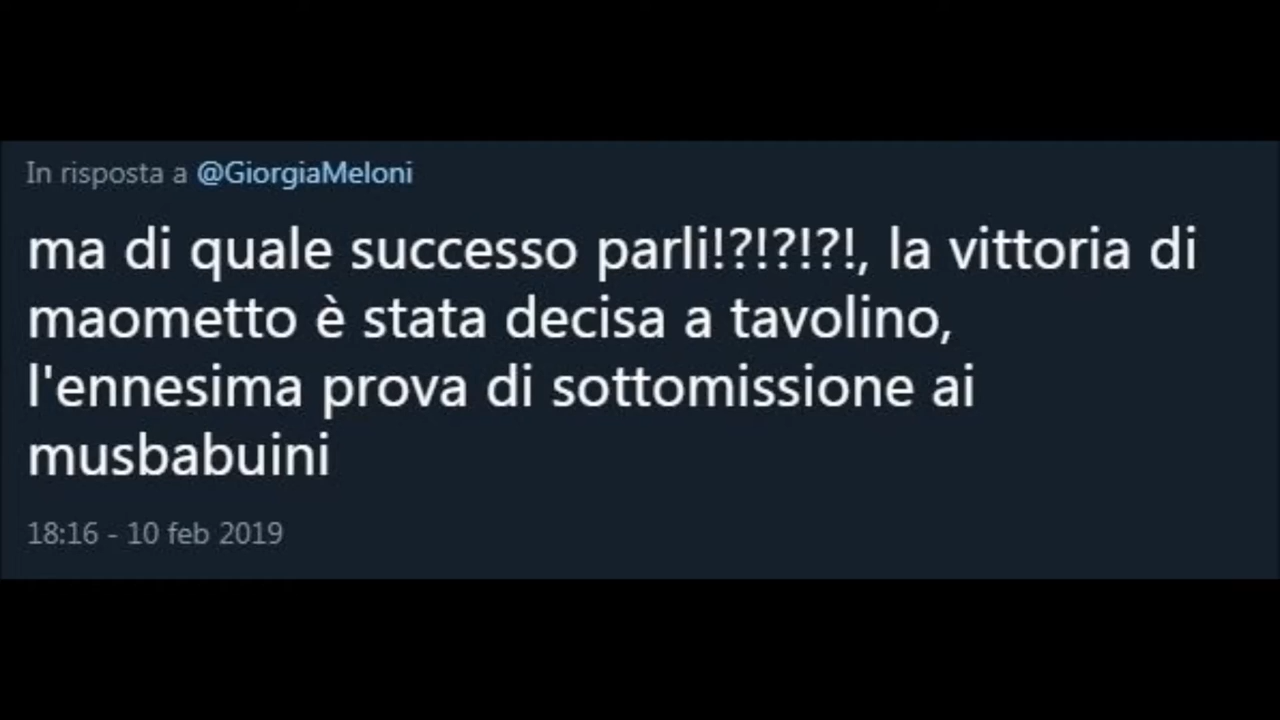 In risposta a @GiorgiaMeloni
ma di quale successo parli!?!?!?!, la vittoria di
maometto è stata decisa a tavolino,
l'ennesima prova di sottomissione ai
musbabuini
18:16 - 10 feb 2019